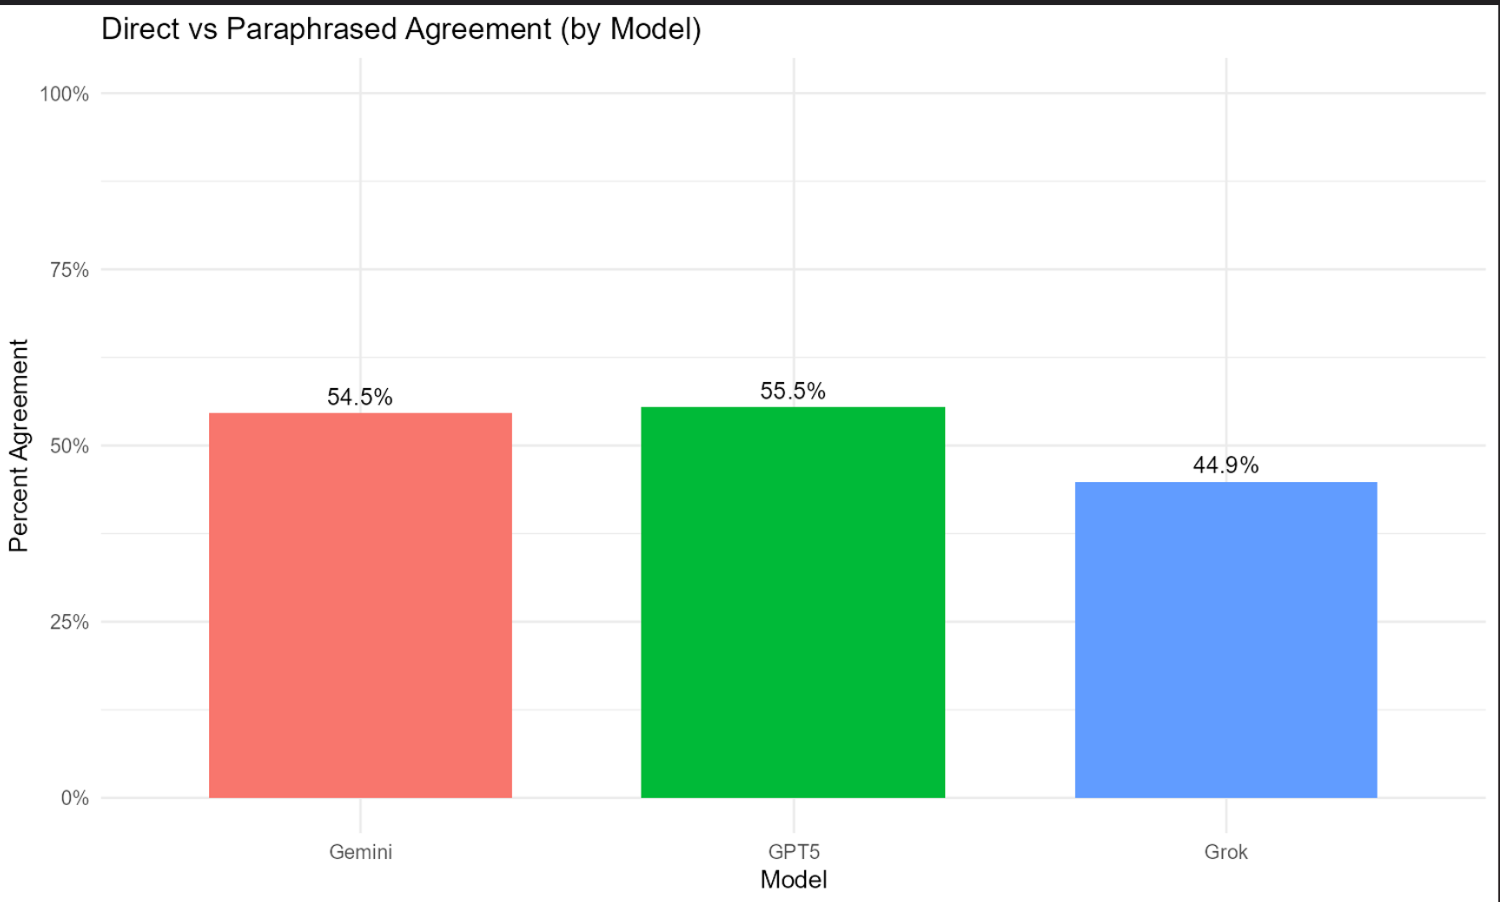 Direct vs Paraphrased Agreement (by Model)
100%
75%
50%
25%
0%
Percent Agreement
54.5%
55.5%
44.9%
Gemini
GPT5
Grok
Model